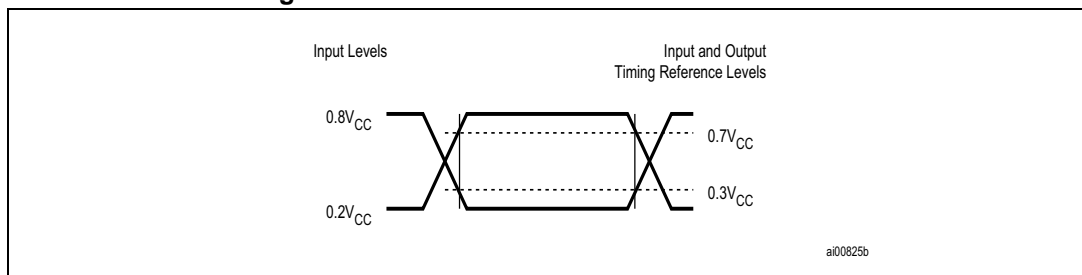 Input Levels
Input and Output
Timing Reference Levels
0.8VCC
0.7VCC
0.3VCC
0.2VCC
ai00825b